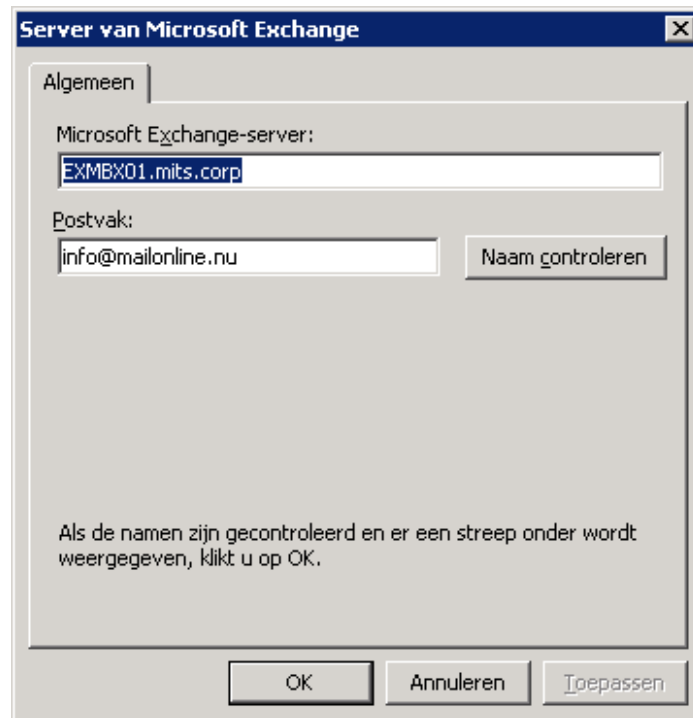 Server van Microsoft Exchange
Algemeen
Microsoft Exchange-server:
EXMBX01.mits.corp
Postvak:
info@mailonline.nu
Naam controleren
Als de namen zijn gecontroleerd en er een streep onder wordt
weergegeven, klikt u op OK.
OK
Annuleren
Toepassen